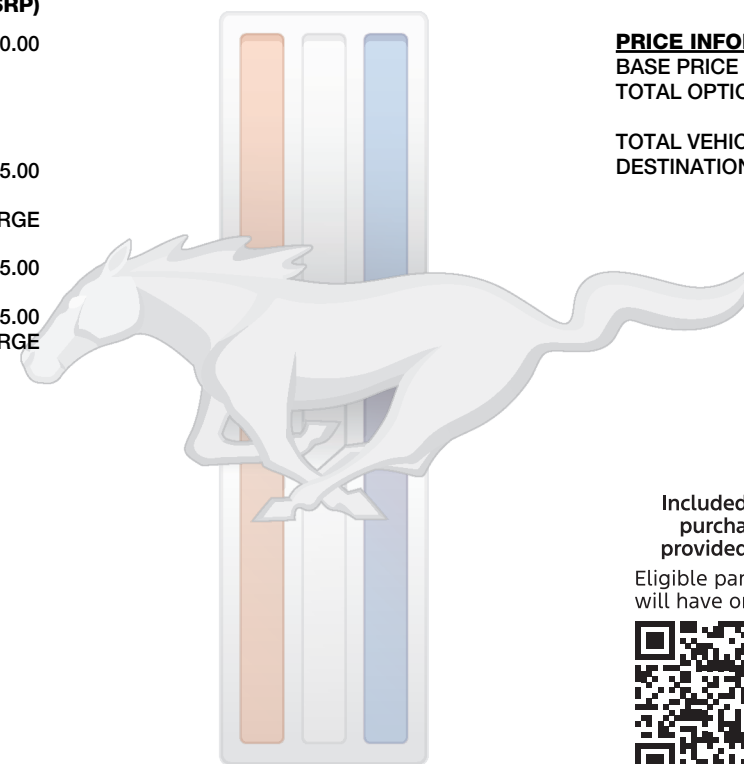 SRP)
0.00
5.00
RGE
5.00
5.00
RGE
PRICE INFO
BASE PRICE
TOTAL OPTIO
TOTAL VEHIC
DESTINATION
Included
purcha
provided
Eligible par
will have o